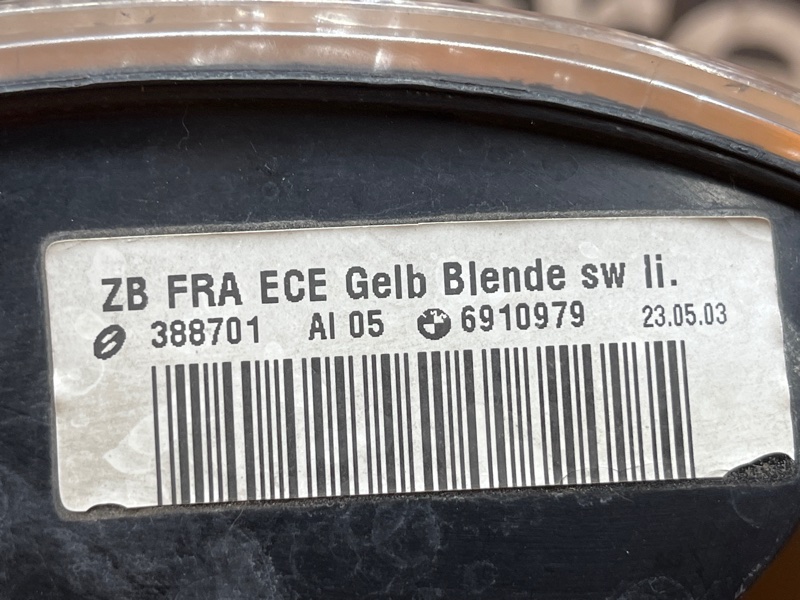 ZB FRA ECE Gelb Blende sw li.
388701 AI 05 6910979 23.05.03